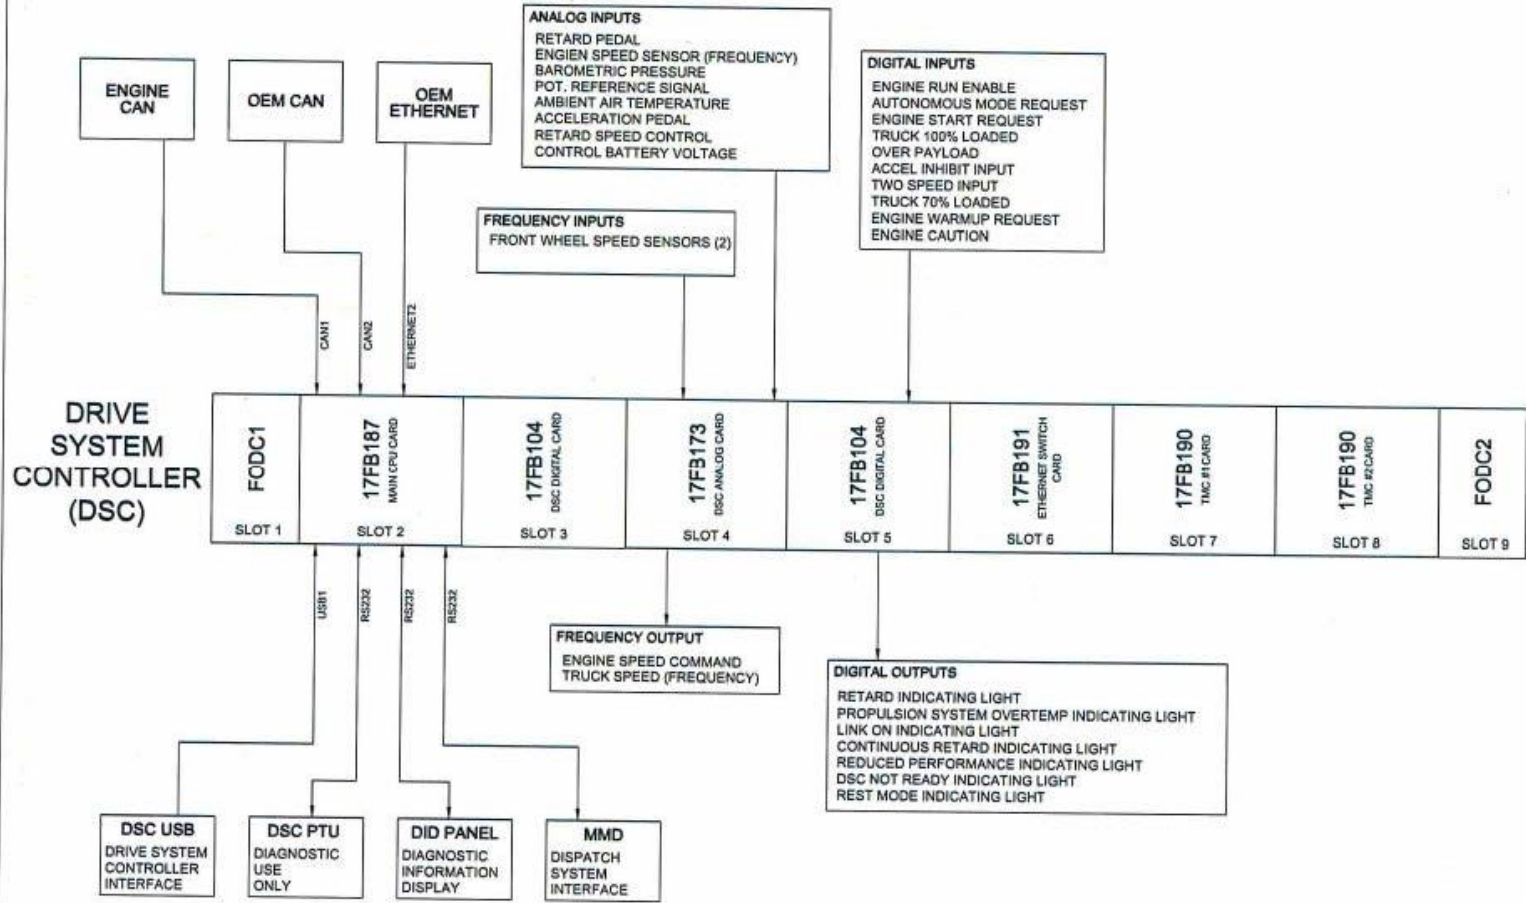 ANALOG INPUTS
RETARD PEDAL
ENGIEN SPEED SENSOR (FREQUENCY)
BAROMETRIC PRESSURE
POT. REFERENCE SIGNAL
AMBIENT AIR TEMPERATURE
ACCELERATION PEDAL
RETARD SPEED CONTROL
CONTROL BATTERY VOLTAGE
ENGINE
CAN
OEM CAN
OEM
ETHERNET
DIGITAL INPUTS
ENGINE RUN ENABLE
AUTONOMOUS MODE REQUEST
ENGINE START REQUEST
TRUCK 100% LOADED
OVER PAYLOAD
ACCEL INHIBIT INPUT
TWO SPEED INPUT
TRUCK 70% LOADED
ENGINE WARMUP REQUEST
ENGINE CAUTION
FREQUENCY INPUTS
FRONT WHEEL SPEED SENSORS (2)
CAN1
CAN2
ETHERNET2
DRIVE
SYSTEM
CONTROLLER
(DSC)
FODC1
SLOT 1
17FB187
MAIN CPU CARD
SLOT 2
17FB104
DSC DIGITAL CARD
SLOT 3
17FB173
DSC ANALOG CARD
SLOT 4
17FB104
DSC DIGITAL CARD
SLOT 5
17FB191
ETHERNET SWITCH
CARD
SLOT 6
17FB190
TMC #1 CARD
SLOT 7
17FB190
TMC #2 CARD
SLOT 8
FODC2
SLOT 9
USB1
RS232
RS232
RS232
FREQUENCY OUTPUT
ENGINE SPEED COMMAND
TRUCK SPEED (FREQUENCY)
DIGITAL OUTPUTS
RETARD INDICATING LIGHT
PROPULSION SYSTEM OVERTEMP INDICATING LIGHT
LINK ON INDICATING LIGHT
CONTINUOUS RETARD INDICATING LIGHT
REDUCED PERFORMANCE INDICATING LIGHT
DSC NOT READY INDICATING LIGHT
REST MODE INDICATING LIGHT
DSC USB
DRIVE SYSTEM
CONTROLLER
INTERFACE
DSC PTU
DIAGNOSTIC
USE
ONLY
DID PANEL
DIAGNOSTIC
INFORMATION
DISPLAY
MMD
DISPATCH
SYSTEM
INTERFACE